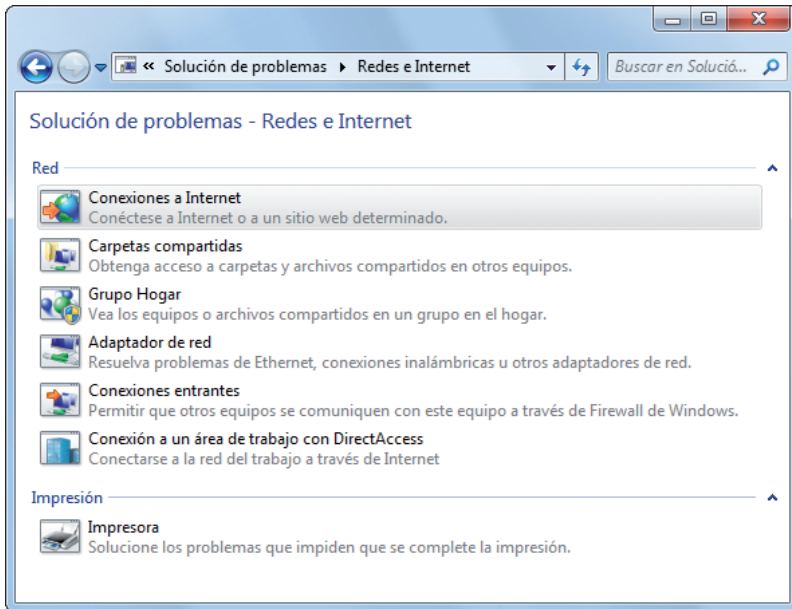 « Solución de problemas ▸ Redes e Internet
Buscar en Solució...
Solución de problemas - Redes e Internet
Red
Conexiones a Internet
Conéctese a Internet o a un sitio web determinado.
Carpetas compartidas
Obtenga acceso a carpetas y archivos compartidos en otros equipos.
Grupo Hogar
Vea los equipos o archivos compartidos en un grupo en el hogar.
Adaptador de red
Resuelva problemas de Ethernet, conexiones inalámbricas u otros adaptadores de red.
Conexiones entrantes
Permitir que otros equipos se comuniquen con este equipo a través de Firewall de Windows.
Conexión a un área de trabajo con DirectAccess
Conectarse a la red del trabajo a través de Internet
Impresión
Impresora
Solucione los problemas que impiden que se complete la impresión.